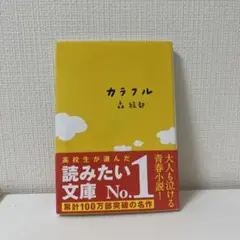 カラフル
森 絵都
高校生が選んだ
読みたい
文庫 No.1
累計100万部突破の名作
大人も泣ける
青春小説!